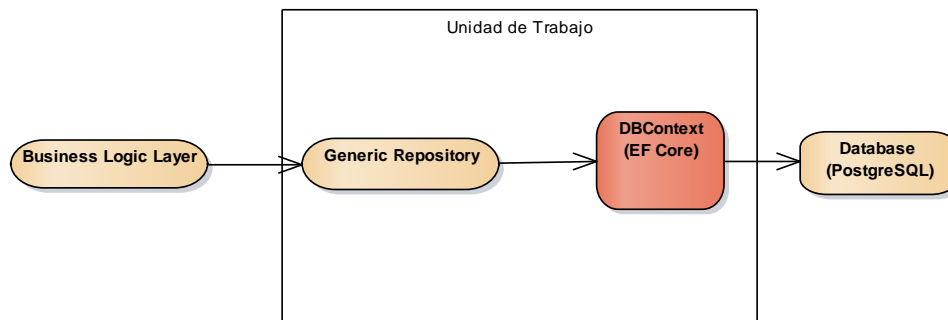 Unidad de Trabajo
Business Logic Layer
Generic Repository
DBContext
(EF Core)
Database
(PostgreSQL)